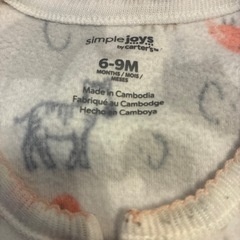 simple joys
by carter's
6-9M
MONTHS / MOIS /
MESES
Made in Cambodia
Fabriqué au Cambodge
Hecho en Camboya